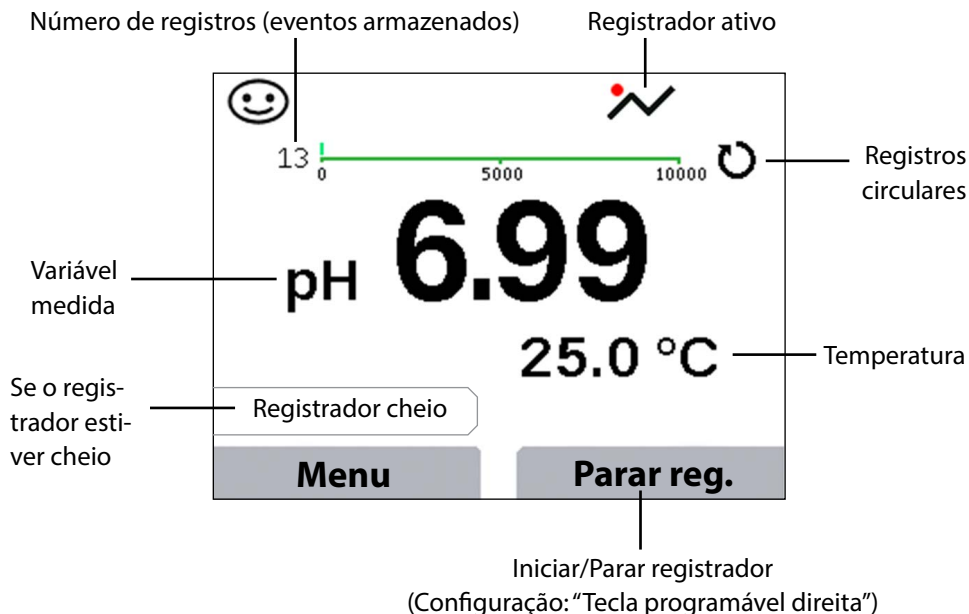 Número de registros (eventos armazenados)
Registrador ativo
13
0
5000
10000
Registros
circulares
pH
6.99
Variável
medida
25.0 °C
Temperatura
Se o regis-
trador esti-
ver cheio
Registrador cheio
Menu
Parar reg.
Iniciar/Parar registrador
(Configuração: “Tecla programável direita”)